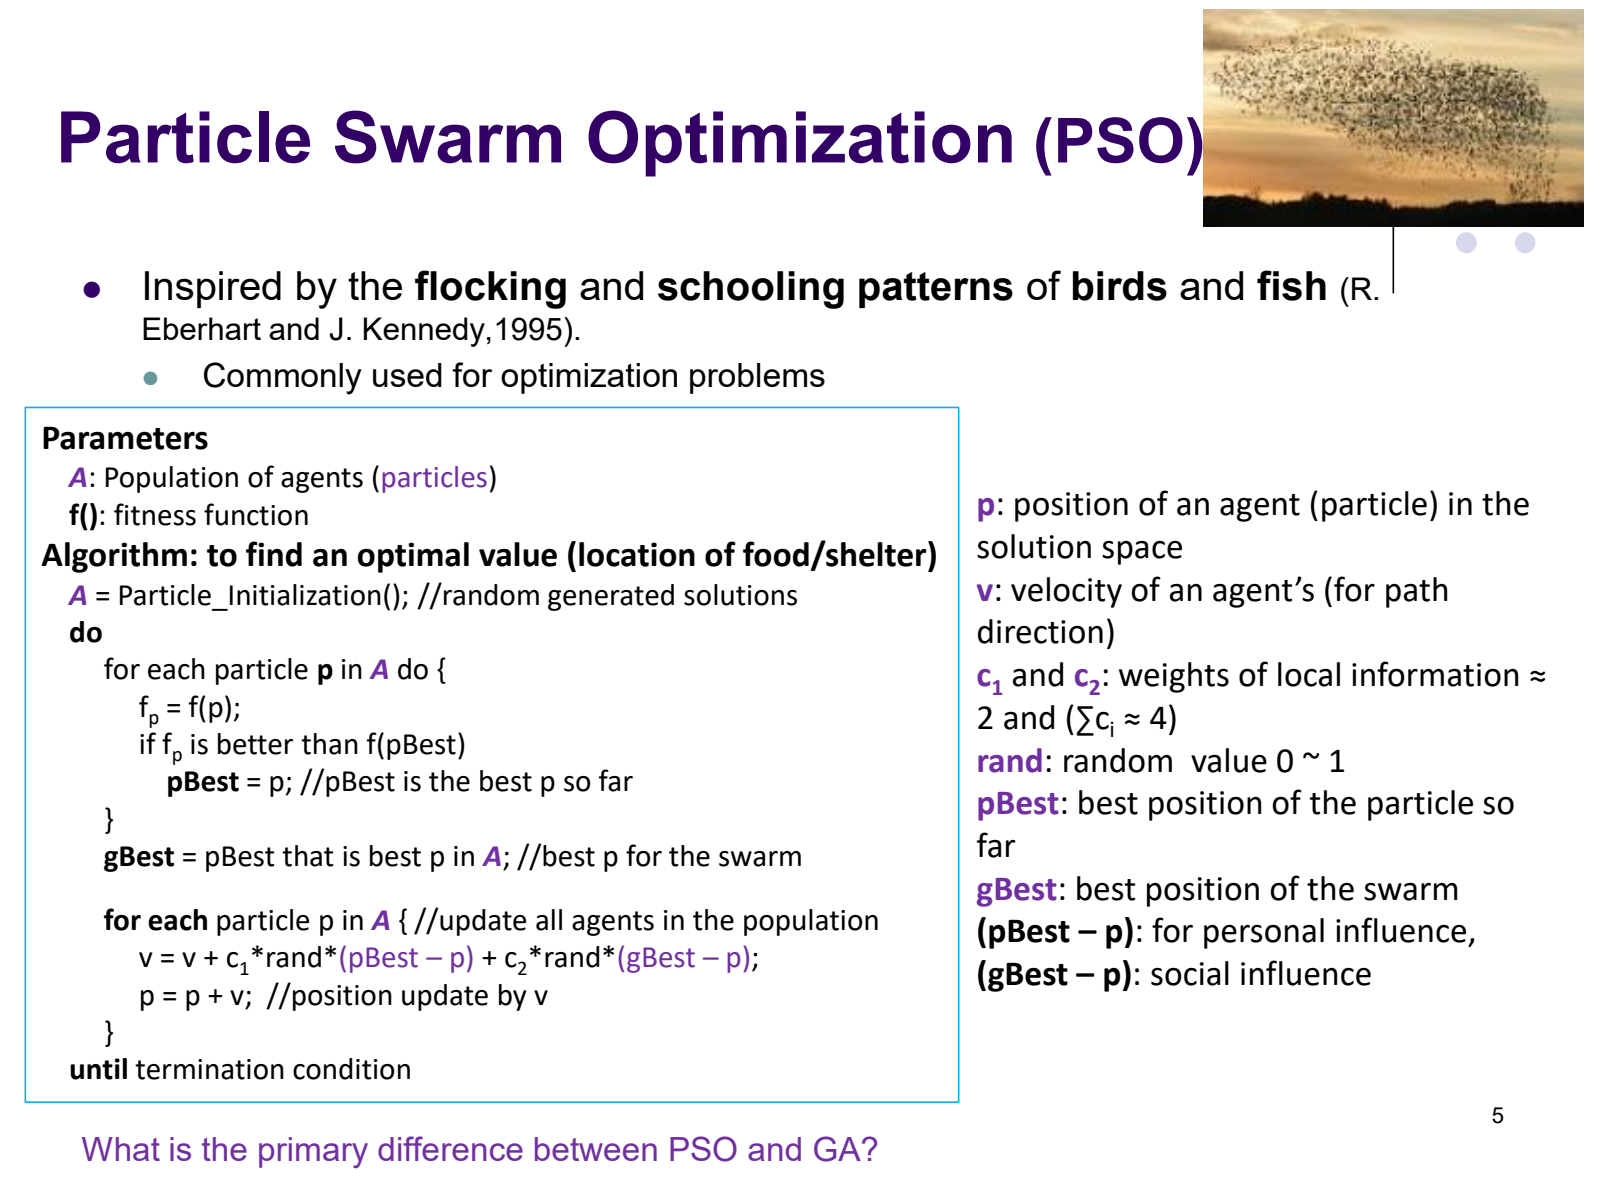 Particle Swarm Optimization (PSO)
Inspired by the flocking and schooling patterns of birds and fish (R.
Eberhart and J. Kennedy,1995).
Commonly used for optimization problems
Parameters
A: Population of agents (particles)
f(): fitness function
Algorithm: to find an optimal value (location of food/shelter)
A = Particle_Initialization(); //random generated solutions
do
for each particle p in A do {
fp = f(p);
if fp is better than f(pBest)
pBest = p; //pBest is the best p so far
}
gBest = pBest that is best p in A; //best p for the swarm
for each particle p in A { //update all agents in the population
v = v + c1*rand*(pBest – p) + c2*rand*(gBest – p);
p = p + v;  //position update by v
}
until termination condition
p: position of an agent (particle) in the
solution space
v: velocity of an agent’s (for path
direction)
c1 and c2: weights of local information ≈
2 and (∑ci ≈ 4)
rand: random  value 0 ~ 1
pBest: best position of the particle so
far
gBest: best position of the swarm
(pBest – p): for personal influence,
(gBest – p): social influence
5
What is the primary difference between PSO and GA?